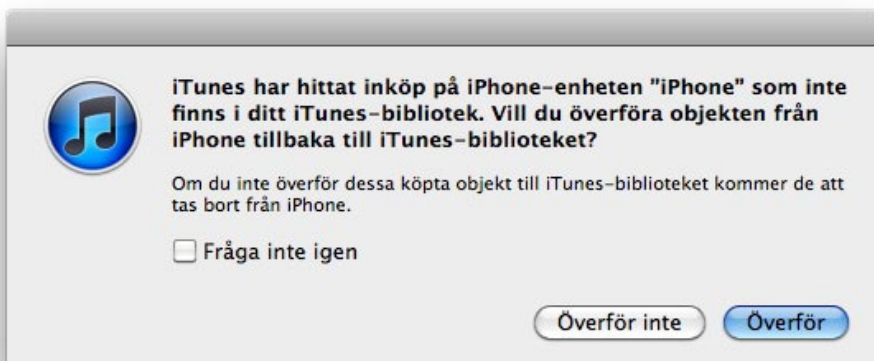 iTunes har hittat inköp på iPhone-enheten "iPhone" som inte
finns i ditt iTunes-bibliotek. Vill du överföra objekten från
iPhone tillbaka till iTunes-biblioteket?
Om du inte överför dessa köpta objekt till iTunes-biblioteket kommer de att
tas bort från iPhone.
Fråga inte igen
Överför inte Överför